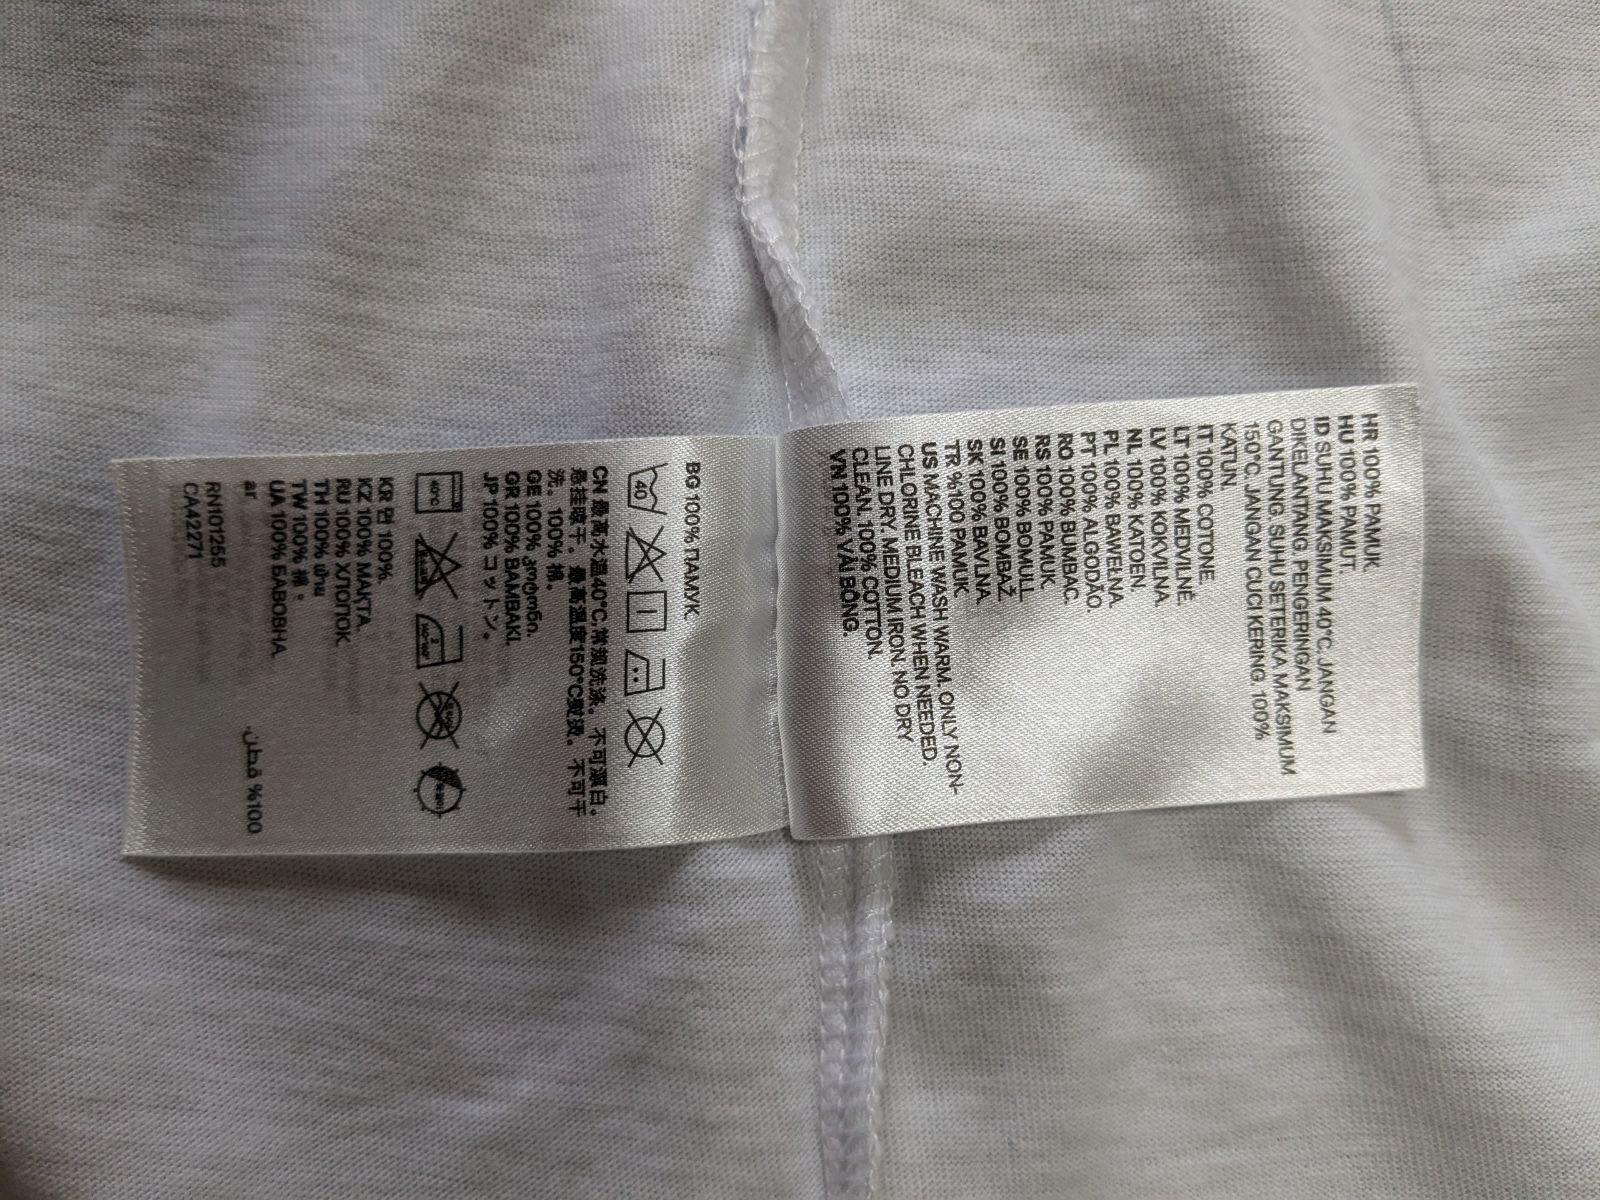 HR 100% PAMUK.
HU 100% PAMUT.
ID SUHU MAKSIMUM 40°C. JANGAN
DIKELANTANG. PENGERINGAN
GANTUNG. SUHU SETERIKA MAKSIMUM
150°C. JANGAN CUCI KERING. 100%
KATUN.
IT 100% COTONE.
LT 100% MEDVILNĖ.
LV 100% KOKVILNA.
NL 100% KATOEN.
PL 100% BAWEŁNA.
PT 100% ALGODÃO.
RO 100% BUMBAC.
RS 100% PAMUK.
SE 100% BOMULL
SI 100% BOMBAŽ.
SK 100% BAVLNA.
TR %100 PAMUK.
US MACHINE WASH WARM. ONLY NON-
CHLORINE BLEACH WHEN NEEDED.
LINE DRY. MEDIUM IRON. NO DRY
CLEAN. 100% COTTON.
VN 100% VẢI BÔNG.
BG 100% ПАМУК.
40
CN 最高水温40°C,常规洗涤。不可漂白。
悬挂晾干。最高温度150°C熨烫。不可干
洗。100% 棉。
GE 100% ბამბა.
GR 100% ΒΑΜΒΑΚΙ.
JP 100% コットン。
40°C
KR 면 100%.
KZ 100% МАКТА.
RU 100% ХЛОПОК.
TH 100% ฝ้าย
TW 100% 棉。
UA 100% БАВОВНА.
ar
100% قطن.
RN101255
CA42271